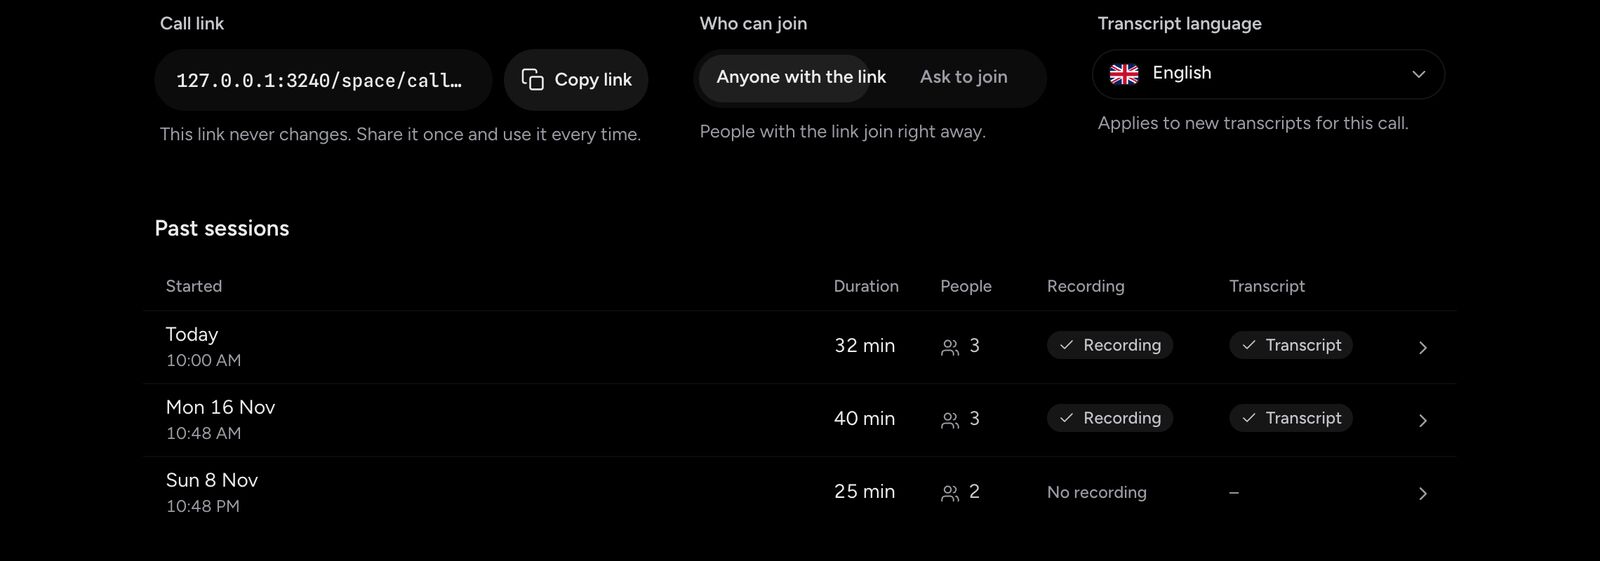 Call link
Who can join
Transcript language
127.0.0.1:3240/space/call…
Copy link
Anyone with the link
Ask to join
English
This link never changes. Share it once and use it every time.
People with the link join right away.
Applies to new transcripts for this call.
Past sessions
Started
Duration
People
Recording
Transcript
Today
10:00 AM
32 min
3
Recording
Transcript
Mon 16 Nov
10:48 AM
40 min
3
Recording
Transcript
Sun 8 Nov
10:48 PM
25 min
2
No recording
–